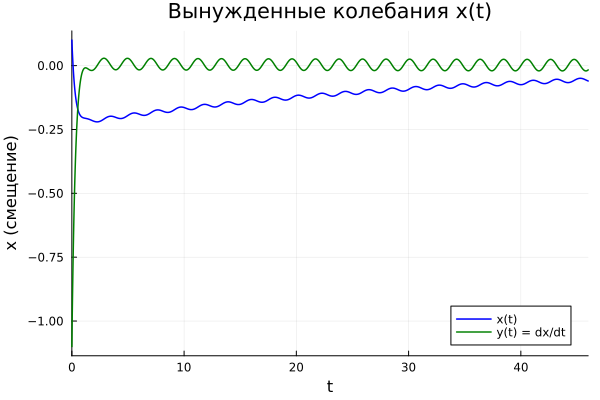 Вынужденные колебания x(t)
x (смещение)
0.00
−0.25
−0.50
−0.75
−1.00
0
10
20
30
40
t
x(t)
y(t) = dx/dt